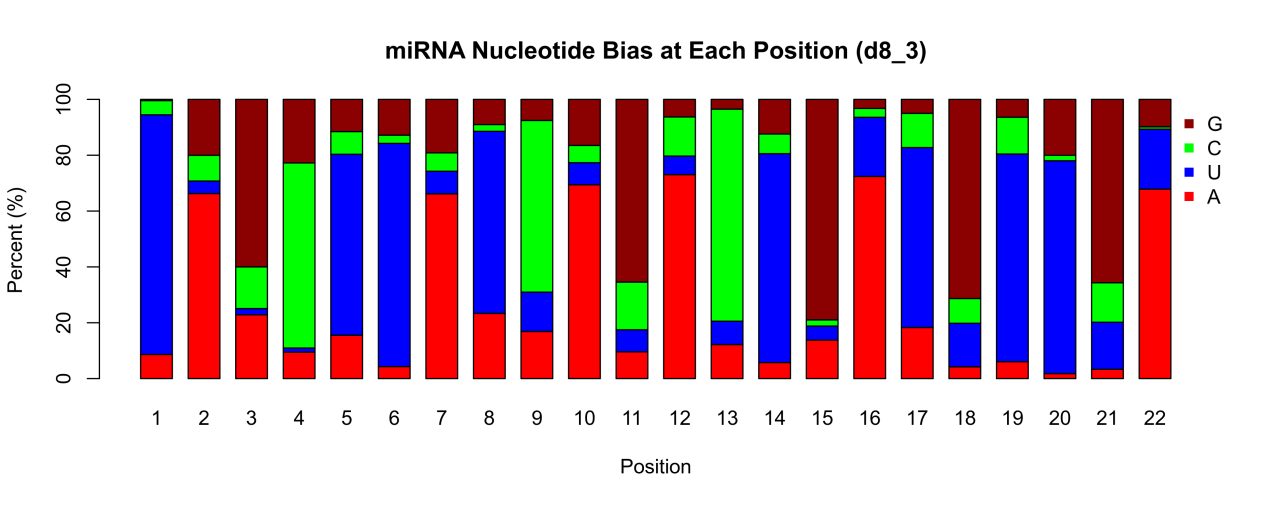 miRNA Nucleotide Bias at Each Position (d8_3)
Percent (%)
100
80
60
40
20
0
G
C
U
A
1 2 3 4 5 6 7 8 9 10 11 12 13 14 15 16 17 18 19 20 21 22
Position